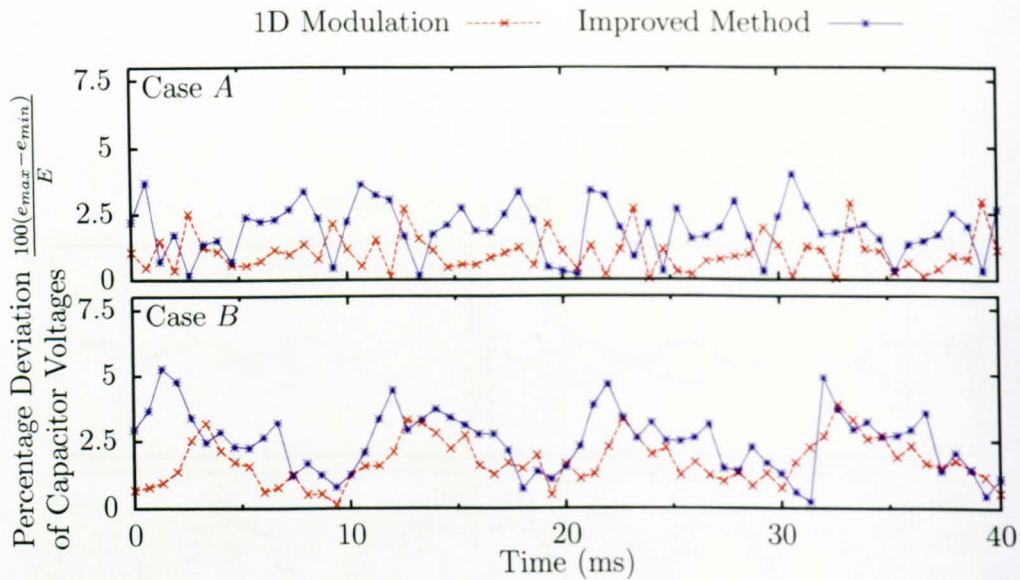 1D Modulation
Improved Method
Percentage Deviation 100(e_max−e_min)/E
of Capacitor Voltages
Case A
7.5
5
2.5
0
Case B
7.5
5
2.5
0
0 10 20 30 40
Time (ms)